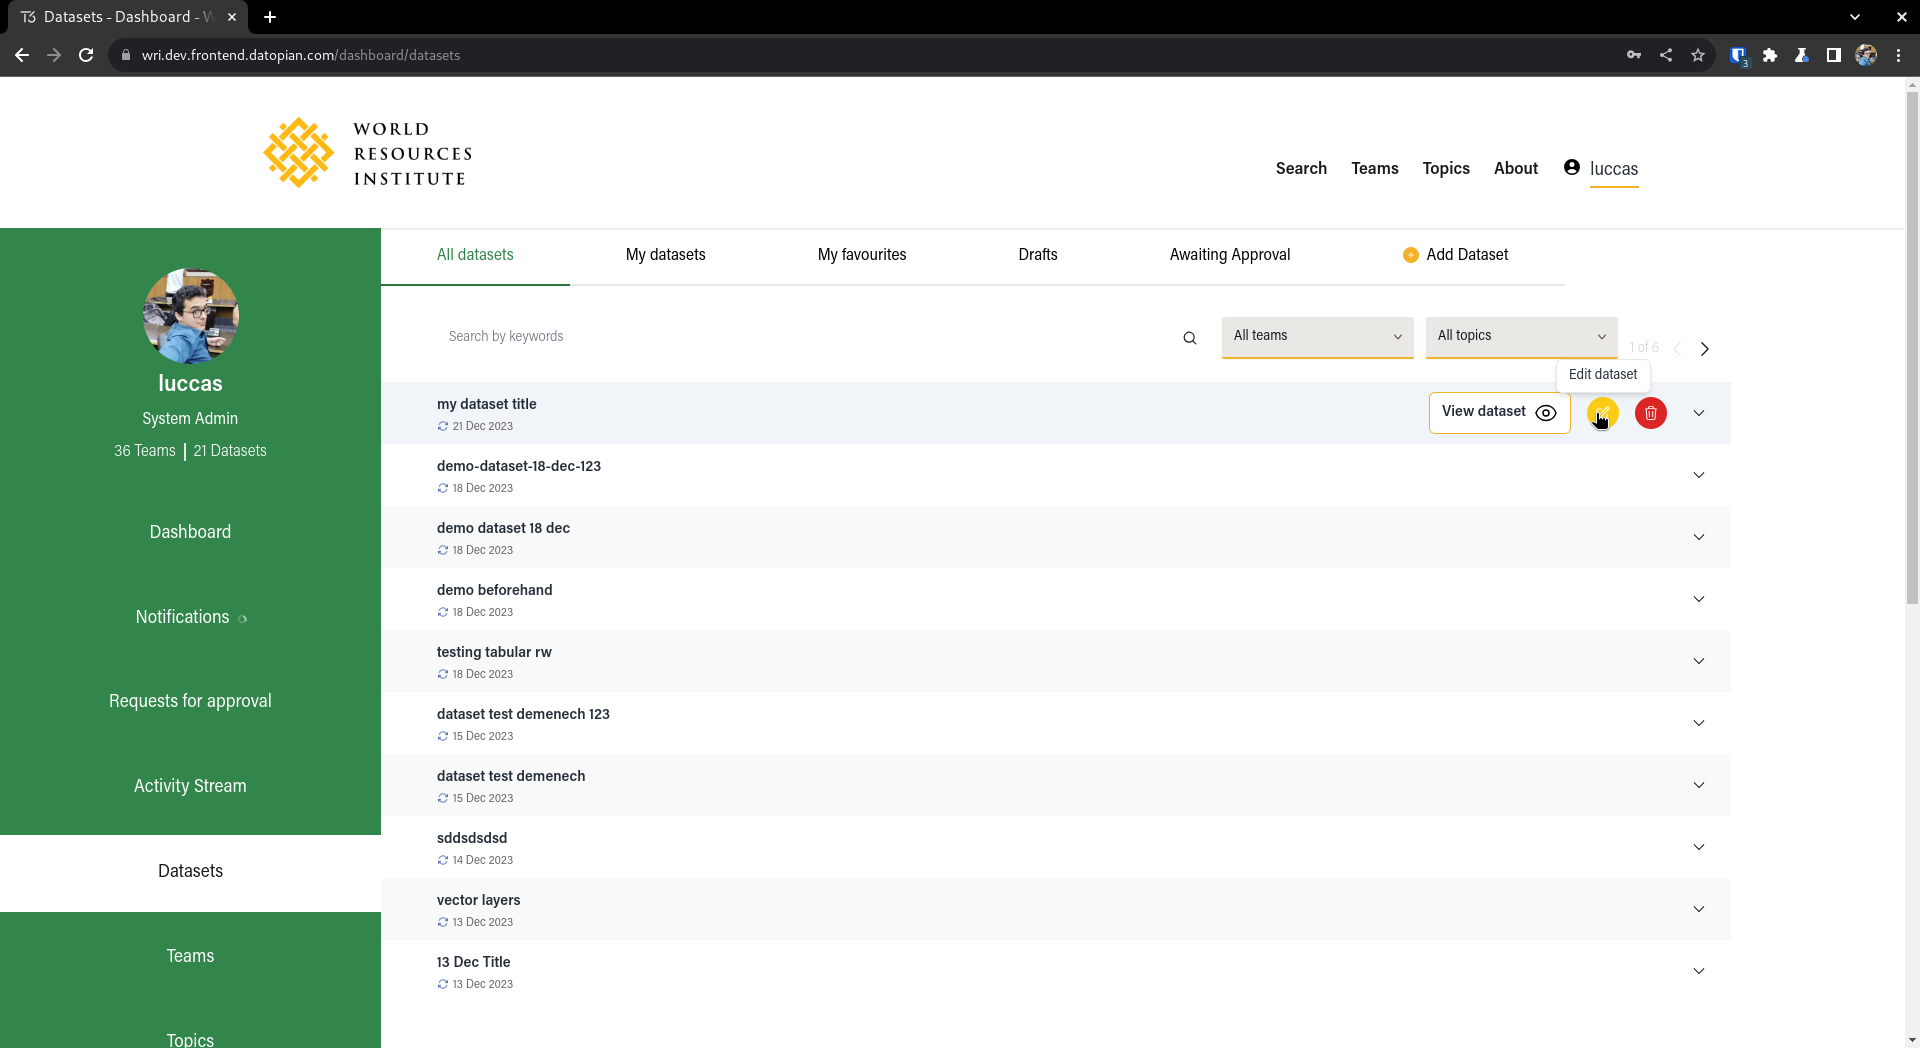 Datasets - Dashboard - W
wri.dev.frontend.datopian.com/dashboard/datasets
3
WORLD
RESOURCES
INSTITUTE
Search
Teams
Topics
About
luccas
luccas
System Admin
36 Teams | 21 Datasets
Dashboard
Notifications
Requests for approval
Activity Stream
Datasets
Teams
Topics
All datasets
My datasets
My favourites
Drafts
Awaiting Approval
Add Dataset
Search by keywords
All teams
All topics
1 of 6
Edit dataset
my dataset title
21 Dec 2023
View dataset
demo-dataset-18-dec-123
18 Dec 2023
demo dataset 18 dec
18 Dec 2023
demo beforehand
18 Dec 2023
testing tabular rw
18 Dec 2023
dataset test demenech 123
15 Dec 2023
dataset test demenech
15 Dec 2023
sddsdsdsd
14 Dec 2023
vector layers
13 Dec 2023
13 Dec Title
13 Dec 2023